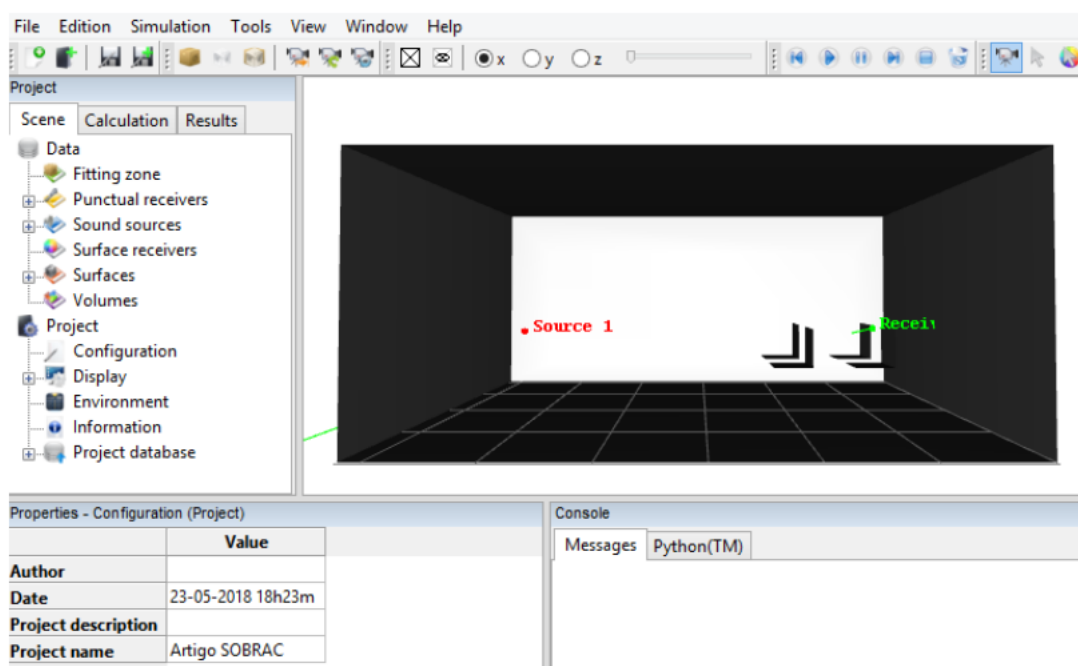 File Edition Simulation Tools View Window Help
x y z
Project
Scene Calculation Results
Data
Fitting zone
Punctual receivers
Sound sources
Surface receivers
Surfaces
Volumes
Project
Configuration
Display
Environment
Information
Project database
Source 1
Properties - Configuration (Project)
Value
Author
Date 23-05-2018 18h23m
Project description
Project name Artigo SOBRAC
Console
Messages Python(TM)